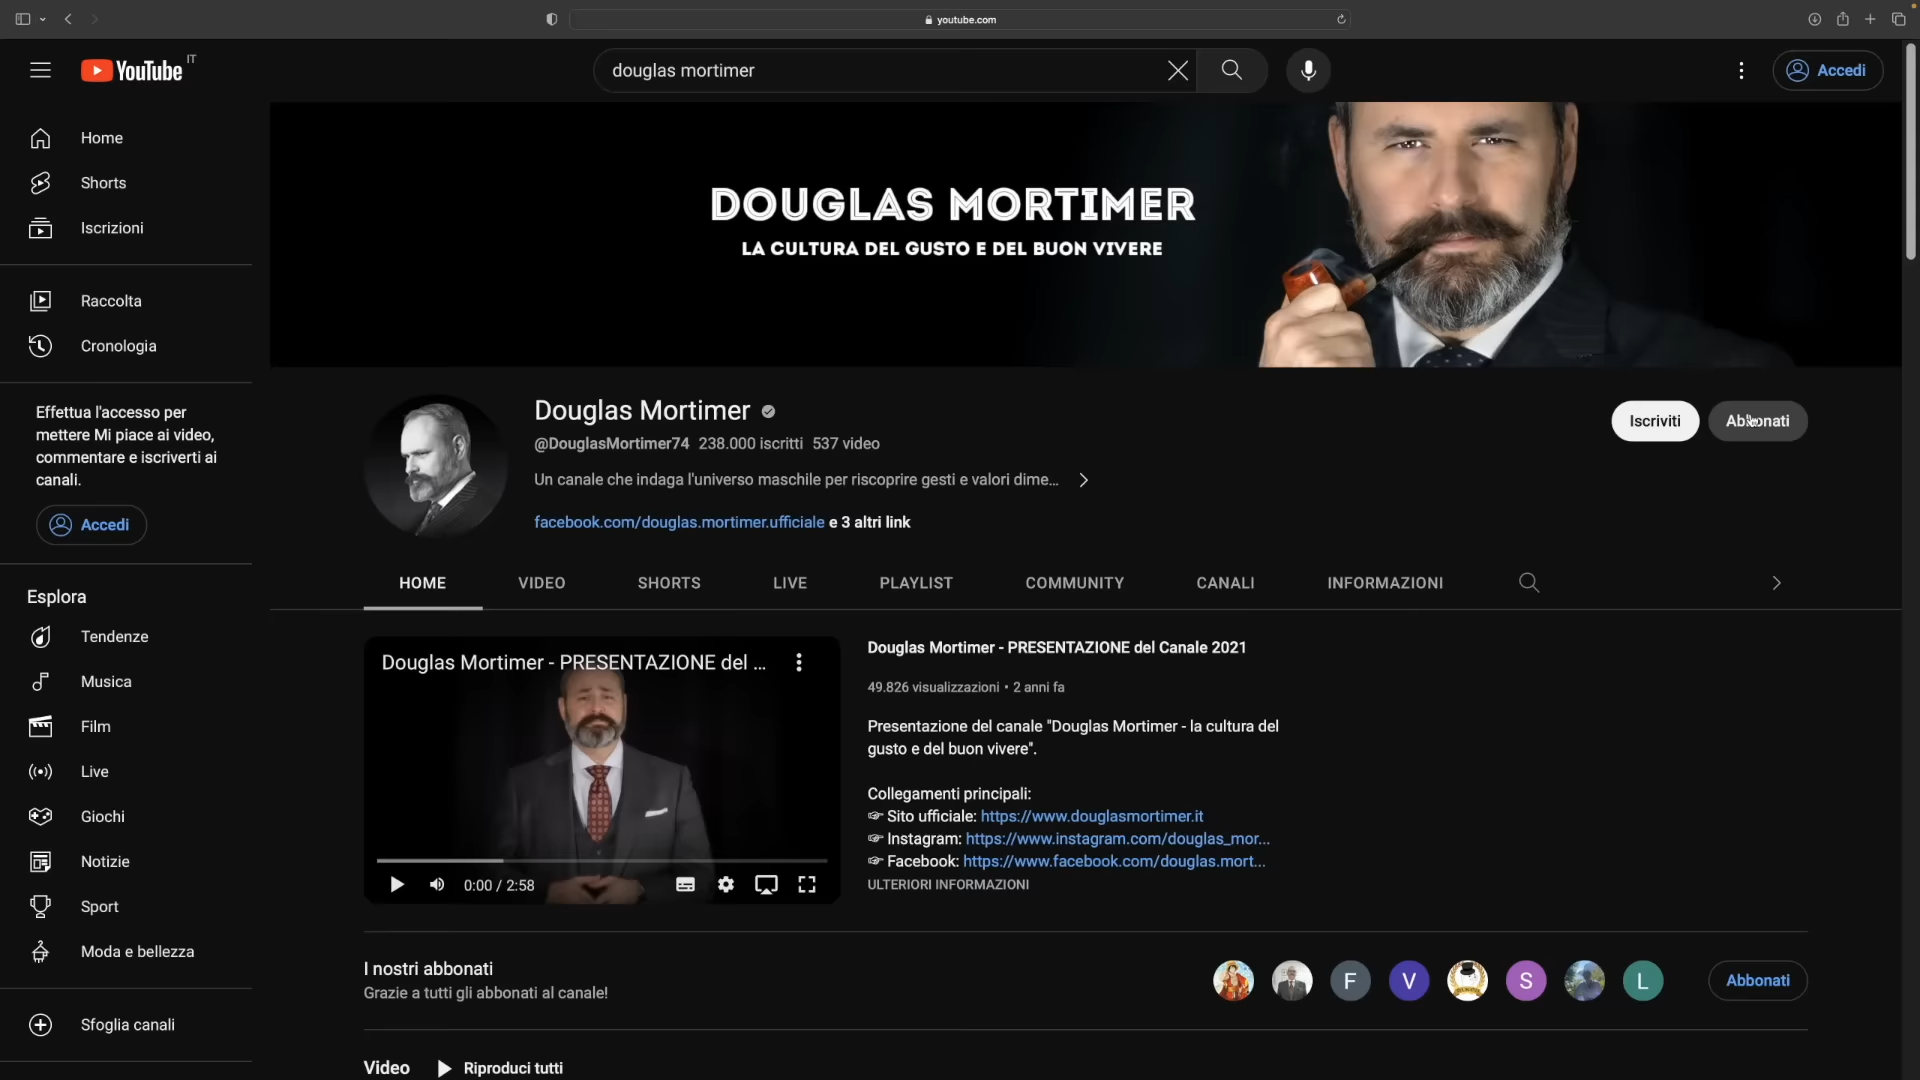 youtube.com
YouTube IT
douglas mortimer
Accedi
Home
Shorts
Iscrizioni
Raccolta
Cronologia
Effettua l'accesso per
mettere Mi piace ai video,
commentare e iscriverti ai
canali.
Accedi
Esplora
Tendenze
Musica
Film
Live
Giochi
Notizie
Sport
Moda e bellezza
Sfoglia canali
DOUGLAS MORTIMER
LA CULTURA DEL GUSTO E DEL BUON VIVERE
Douglas Mortimer
@DouglasMortimer74 238.000 iscritti 537 video
Un canale che indaga l'universo maschile per riscoprire gesti e valori dime...
facebook.com/douglas.mortimer.ufficiale e 3 altri link
Iscriviti
Abbonati
HOME VIDEO SHORTS LIVE PLAYLIST COMMUNITY CANALI INFORMAZIONI
Douglas Mortimer - PRESENTAZIONE del ...
0:00 / 2:58
Douglas Mortimer - PRESENTAZIONE del Canale 2021
49.826 visualizzazioni • 2 anni fa
Presentazione del canale "Douglas Mortimer - la cultura del
gusto e del buon vivere".
Collegamenti principali:
☞ Sito ufficiale: https://www.douglasmortimer.it
☞ Instagram: https://www.instagram.com/douglas_mor...
☞ Facebook: https://www.facebook.com/douglas.mort...
ULTERIORI INFORMAZIONI
I nostri abbonati
Grazie a tutti gli abbonati al canale!
F V S L
Abbonati
Video Riproduci tutti